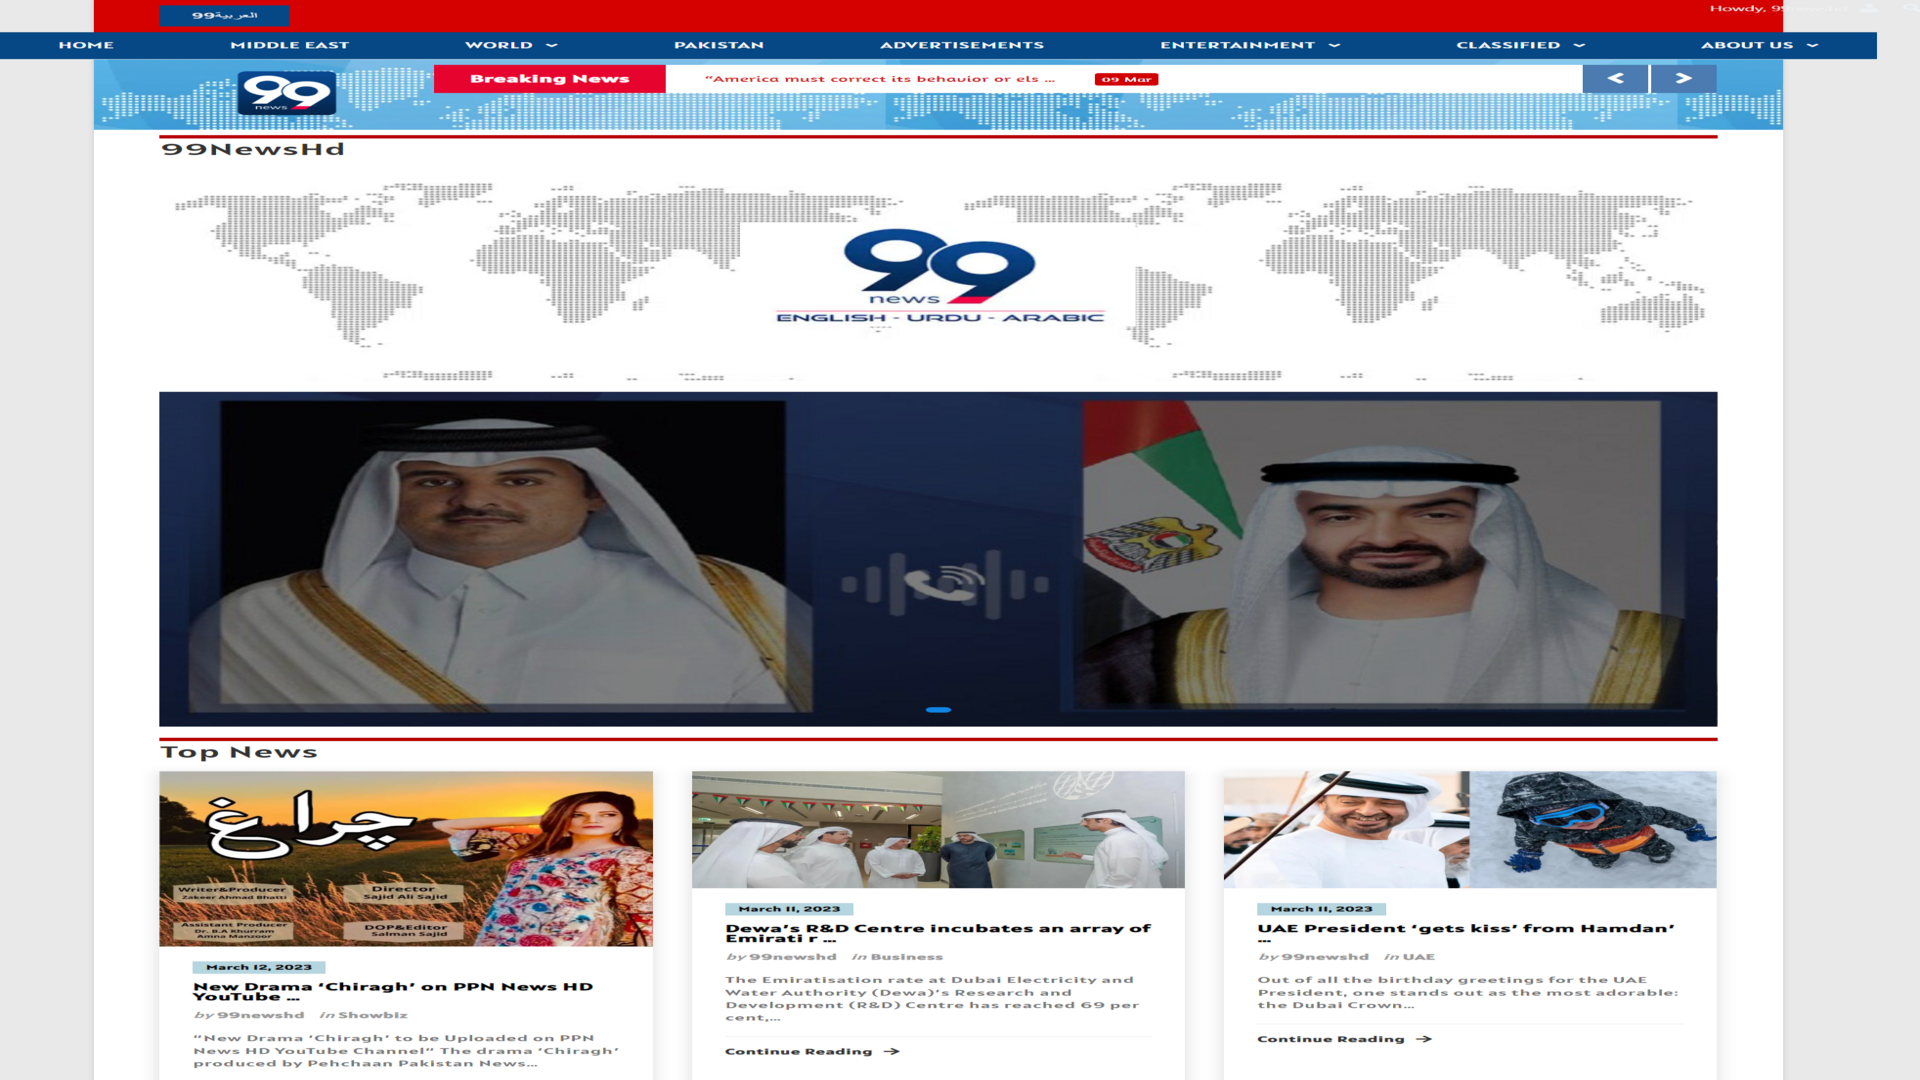 99العربية
Howdy, 99
HOME MIDDLE EAST WORLD PAKISTAN ADVERTISEMENTS ENTERTAINMENT CLASSIFIED ABOUT US
99
news
Breaking News
“America must correct its behavior or els ...
09 Mar
99NewsHd
99
news
ENGLISH - URDU - ARABIC
Top News
چراغ
Writer&Producer
Zakeer Ahmad Bhatti
Director
Sajid Ali Sajid
Assistant Producer
Dr. B.A Khurram
Amna Manzoor
DOP&Editor
Salman Sajid
March 12, 2023
New Drama ‘Chiragh’ on PPN News HD
YouTube ...
by 99newshd in Showbiz
“New Drama ‘Chiragh’ to be Uploaded on PPN
News HD YouTube Channel“ The drama ‘Chiragh’
produced by Pehchaan Pakistan News...
March 11, 2023
Dewa’s R&D Centre incubates an array of
Emirati r ...
by 99newshd in Business
The Emiratisation rate at Dubai Electricity and
Water Authority (Dewa)’s Research and
Development (R&D) Centre has reached 69 per
cent,...
Continue Reading →
March 11, 2023
UAE President ‘gets kiss’ from Hamdan’
...
by 99newshd in UAE
Out of all the birthday greetings for the UAE
President, one stands out as the most adorable:
the Dubai Crown...
Continue Reading →